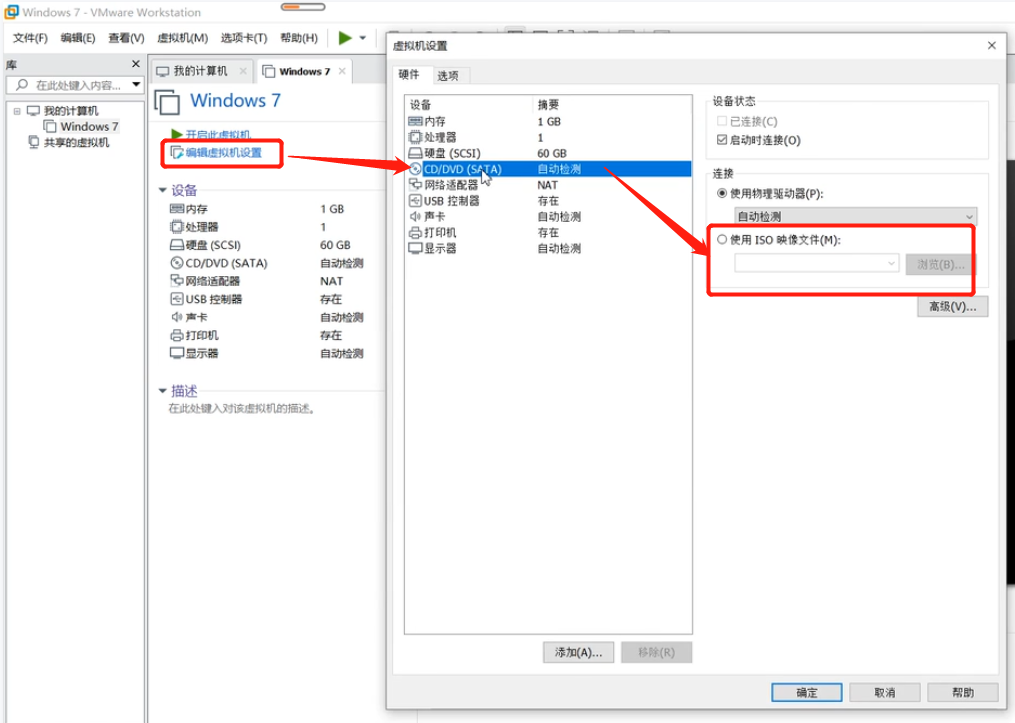 Windows 7 - VMware Workstation
文件(F) 编辑(E) 查看(V) 虚拟机(M) 选项卡(T) 帮助(H)
库
在此处键入内容...
我的计算机
Windows 7
共享的虚拟机
我的计算机
Windows 7
Windows 7
开启此虚拟机
编辑虚拟机设置
设备
内存 1 GB
处理器 1
硬盘 (SCSI) 60 GB
CD/DVD (SATA) 自动检测
网络适配器 NAT
USB 控制器 存在
声卡 自动检测
打印机 存在
显示器 自动检测
描述
在此处键入对该虚拟机的描述。
虚拟机设置
硬件 选项
设备 摘要
内存 1 GB
处理器 1
硬盘 (SCSI) 60 GB
CD/DVD (SATA) 自动检测
网络适配器 NAT
USB 控制器 存在
声卡 自动检测
打印机 存在
显示器 自动检测
添加(A)... 移除(R)
设备状态
已连接(C)
启动时连接(O)
连接
使用物理驱动器(P):
自动检测
使用 ISO 映像文件(M):
浏览(B)...
高级(V)...
确定 取消 帮助